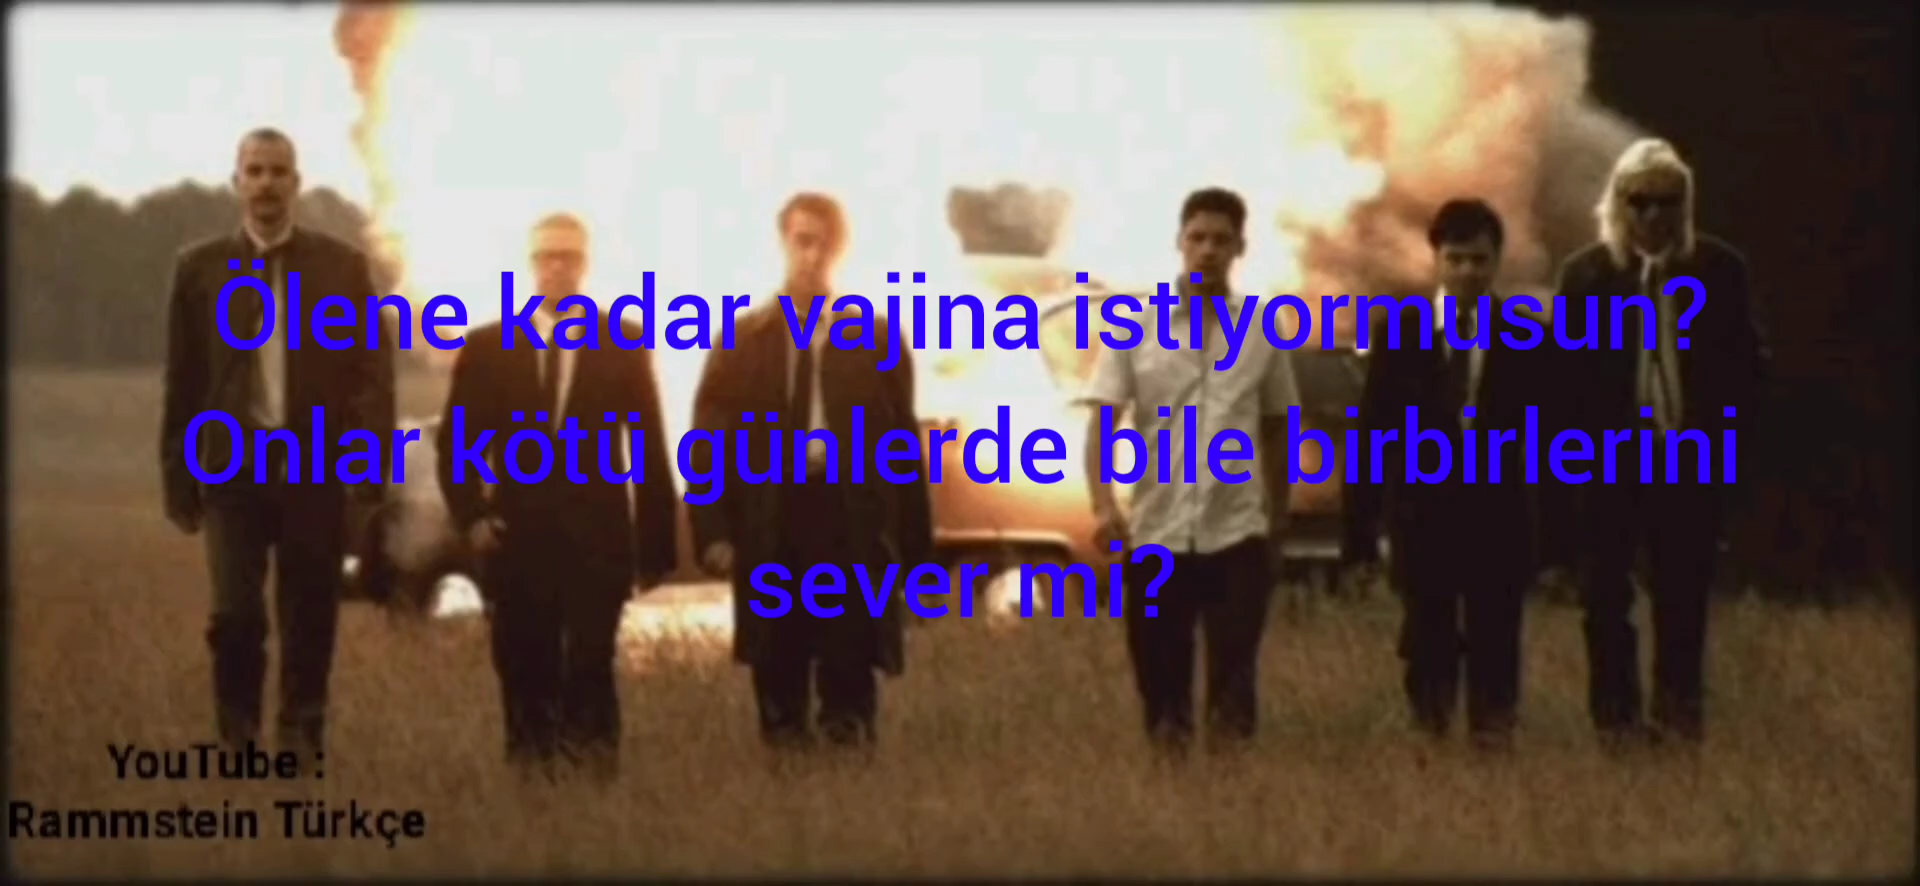 Ölene kadar vajina istiyormusun?
Onlar kötü günlerde bile birbirlerini
sever mi?
YouTube :
Rammstein Türkçe